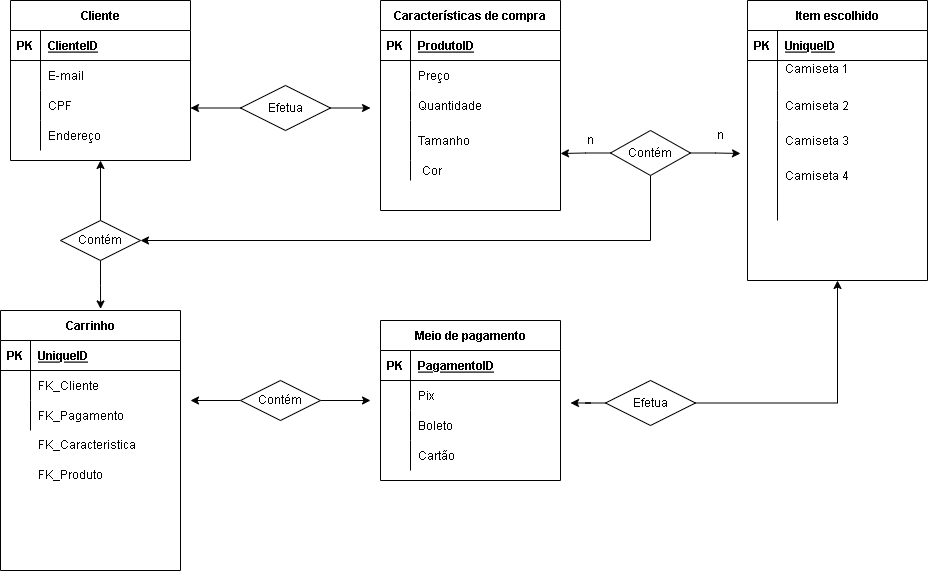 Cliente
PK ClienteID
E-mail
CPF
Endereço
Efetua
Características de compra
PK ProdutoID
Preço
Quantidade
Tamanho
Cor
n
Contém
n
Item escolhido
PK UniqueID
Camiseta 1
Camiseta 2
Camiseta 3
Camiseta 4
Contém
Carrinho
PK UniqueID
FK_Cliente
FK_Pagamento
FK_Caracteristica
FK_Produto
Contém
Meio de pagamento
PK PagamentoID
Pix
Boleto
Cartão
Efetua